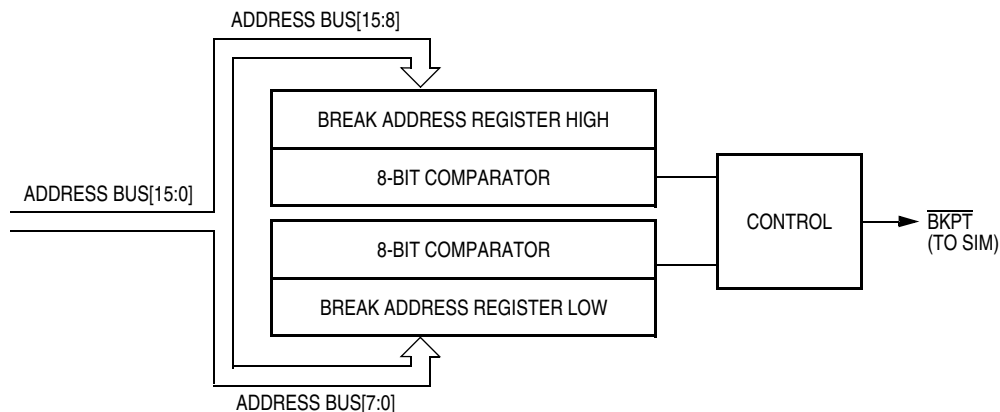 ADDRESS BUS[15:8]
BREAK ADDRESS REGISTER HIGH
8-BIT COMPARATOR
ADDRESS BUS[15:0]
CONTROL
BKPT
(TO SIM)
8-BIT COMPARATOR
BREAK ADDRESS REGISTER LOW
ADDRESS BUS[7:0]